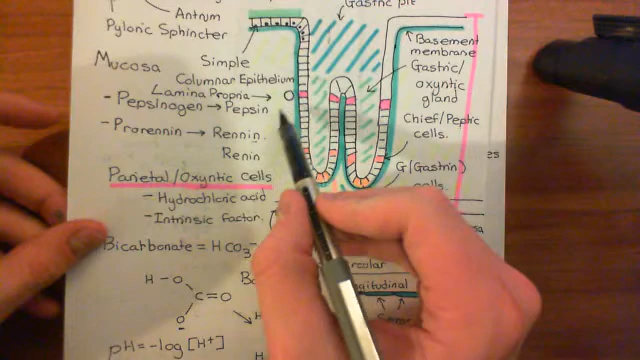 Antrum
Pyloric Sphincter
Gastric pit
Basement
membrane
Mucosa
Simple
Columnar Epithelium
Lamina Propria →
- Pepsinogen → Pepsin
- Prorennin → Rennin.
Renin
Gastric/
oxyntic
gland
Chief/Peptic
cells.
G(Gastrin)
cells
es
Parietal/Oxyntic cells
- Hydrochloric acid
- Intrinsic factor.
Bicarbonate = HCO3-
H - O
C = O
O
pH = -log [H+]